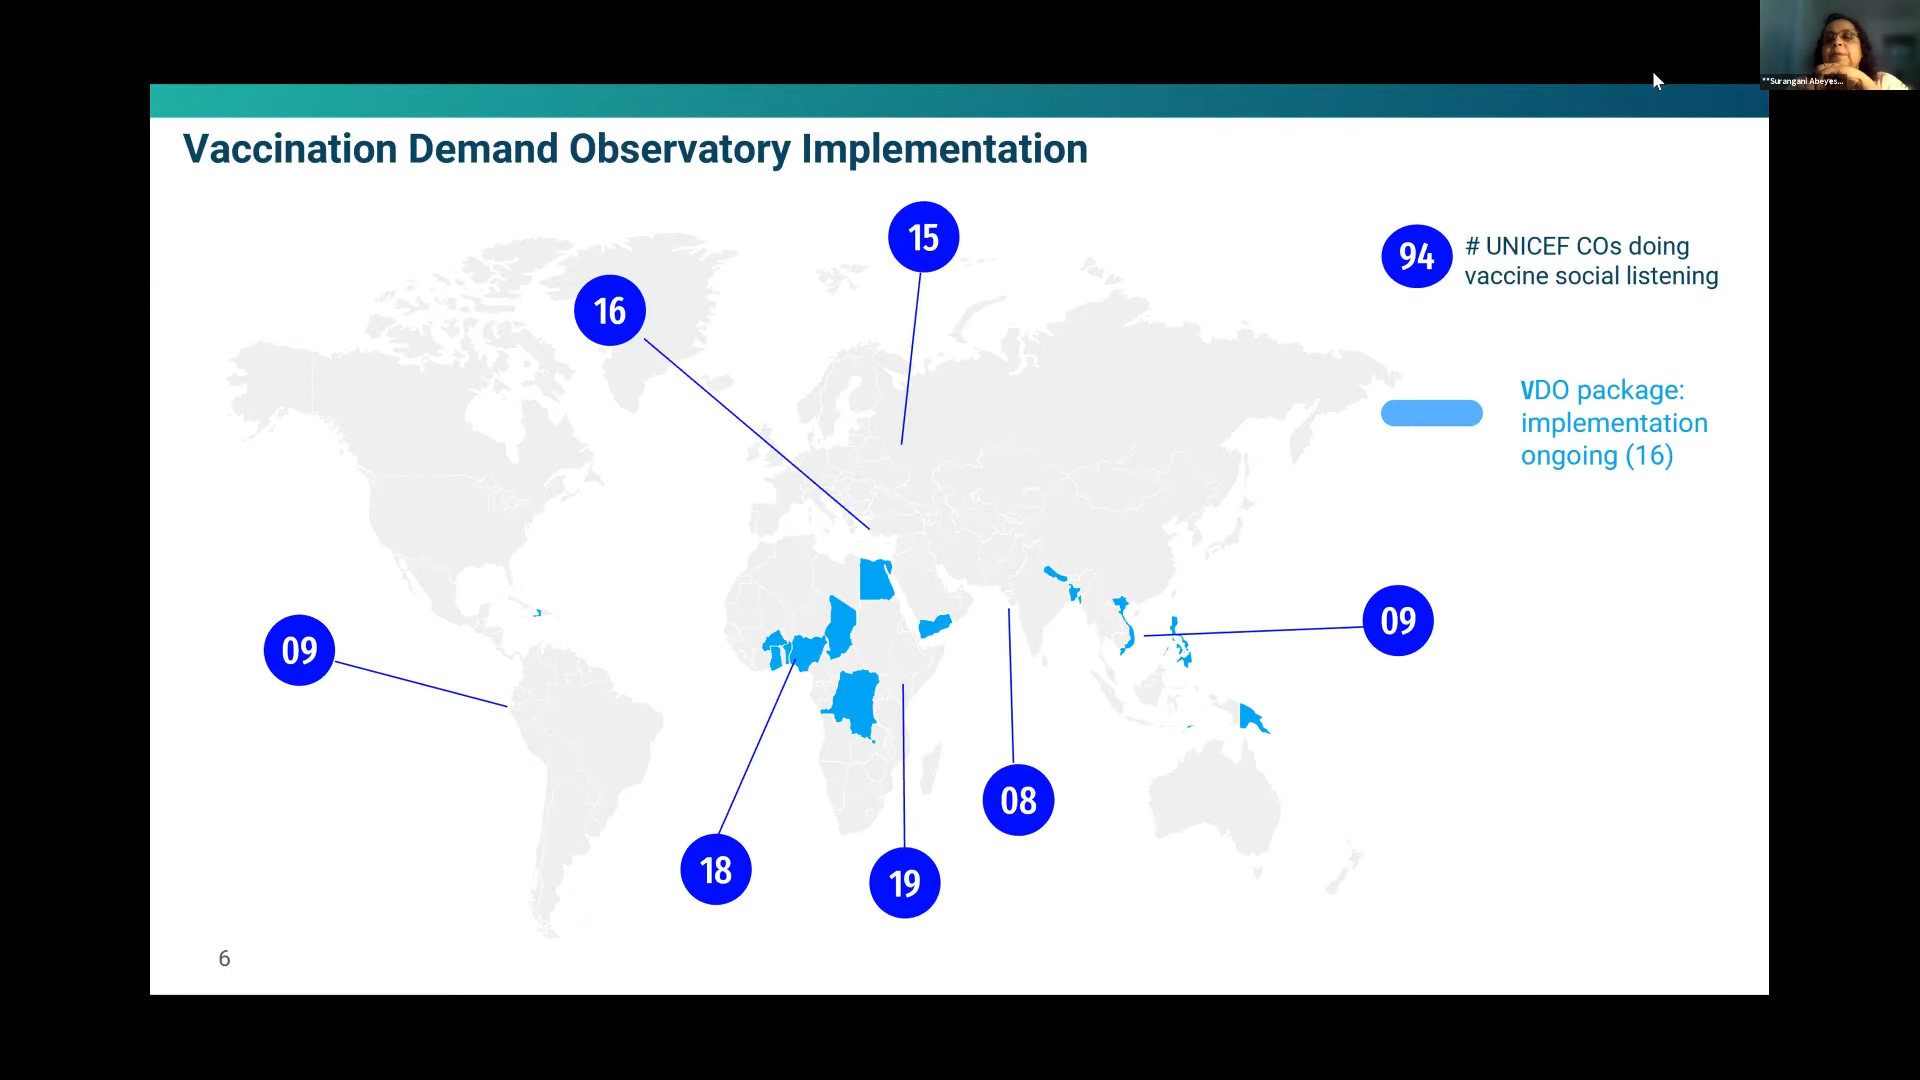 **Surangani Abeyes...
Vaccination Demand Observatory Implementation
15
94
# UNICEF COs doing
vaccine social listening
16
VDO package:
implementation
ongoing (16)
09
09
08
18
19
6